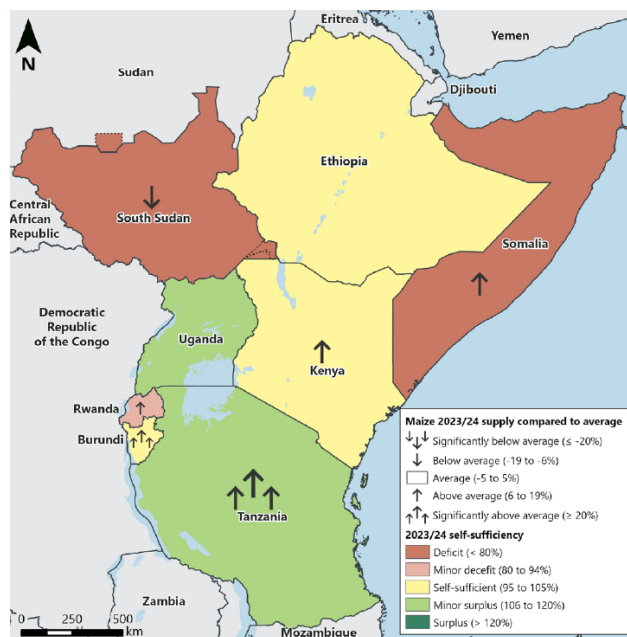 N
Eritrea
Yemen
Sudan
Djibouti
Ethiopia
Central
African
Republic
South Sudan
Somalia
Democratic
Republic
of the Congo
Uganda
Kenya
Rwanda
Burundi
Tanzania
Zambia
Mozambique
0 250 500
km
Maize 2023/24 supply compared to average
Significantly below average (≤ -20%)
Below average (-19 to -6%)
Average (-5 to 5%)
Above average (6 to 19%)
Significantly above average (≥ 20%)
2023/24 self-sufficiency
Deficit (< 80%)
Minor decefit (80 to 94%)
Self-sufficient (95 to 105%)
Minor surplus (106 to 120%)
Surplus (> 120%)